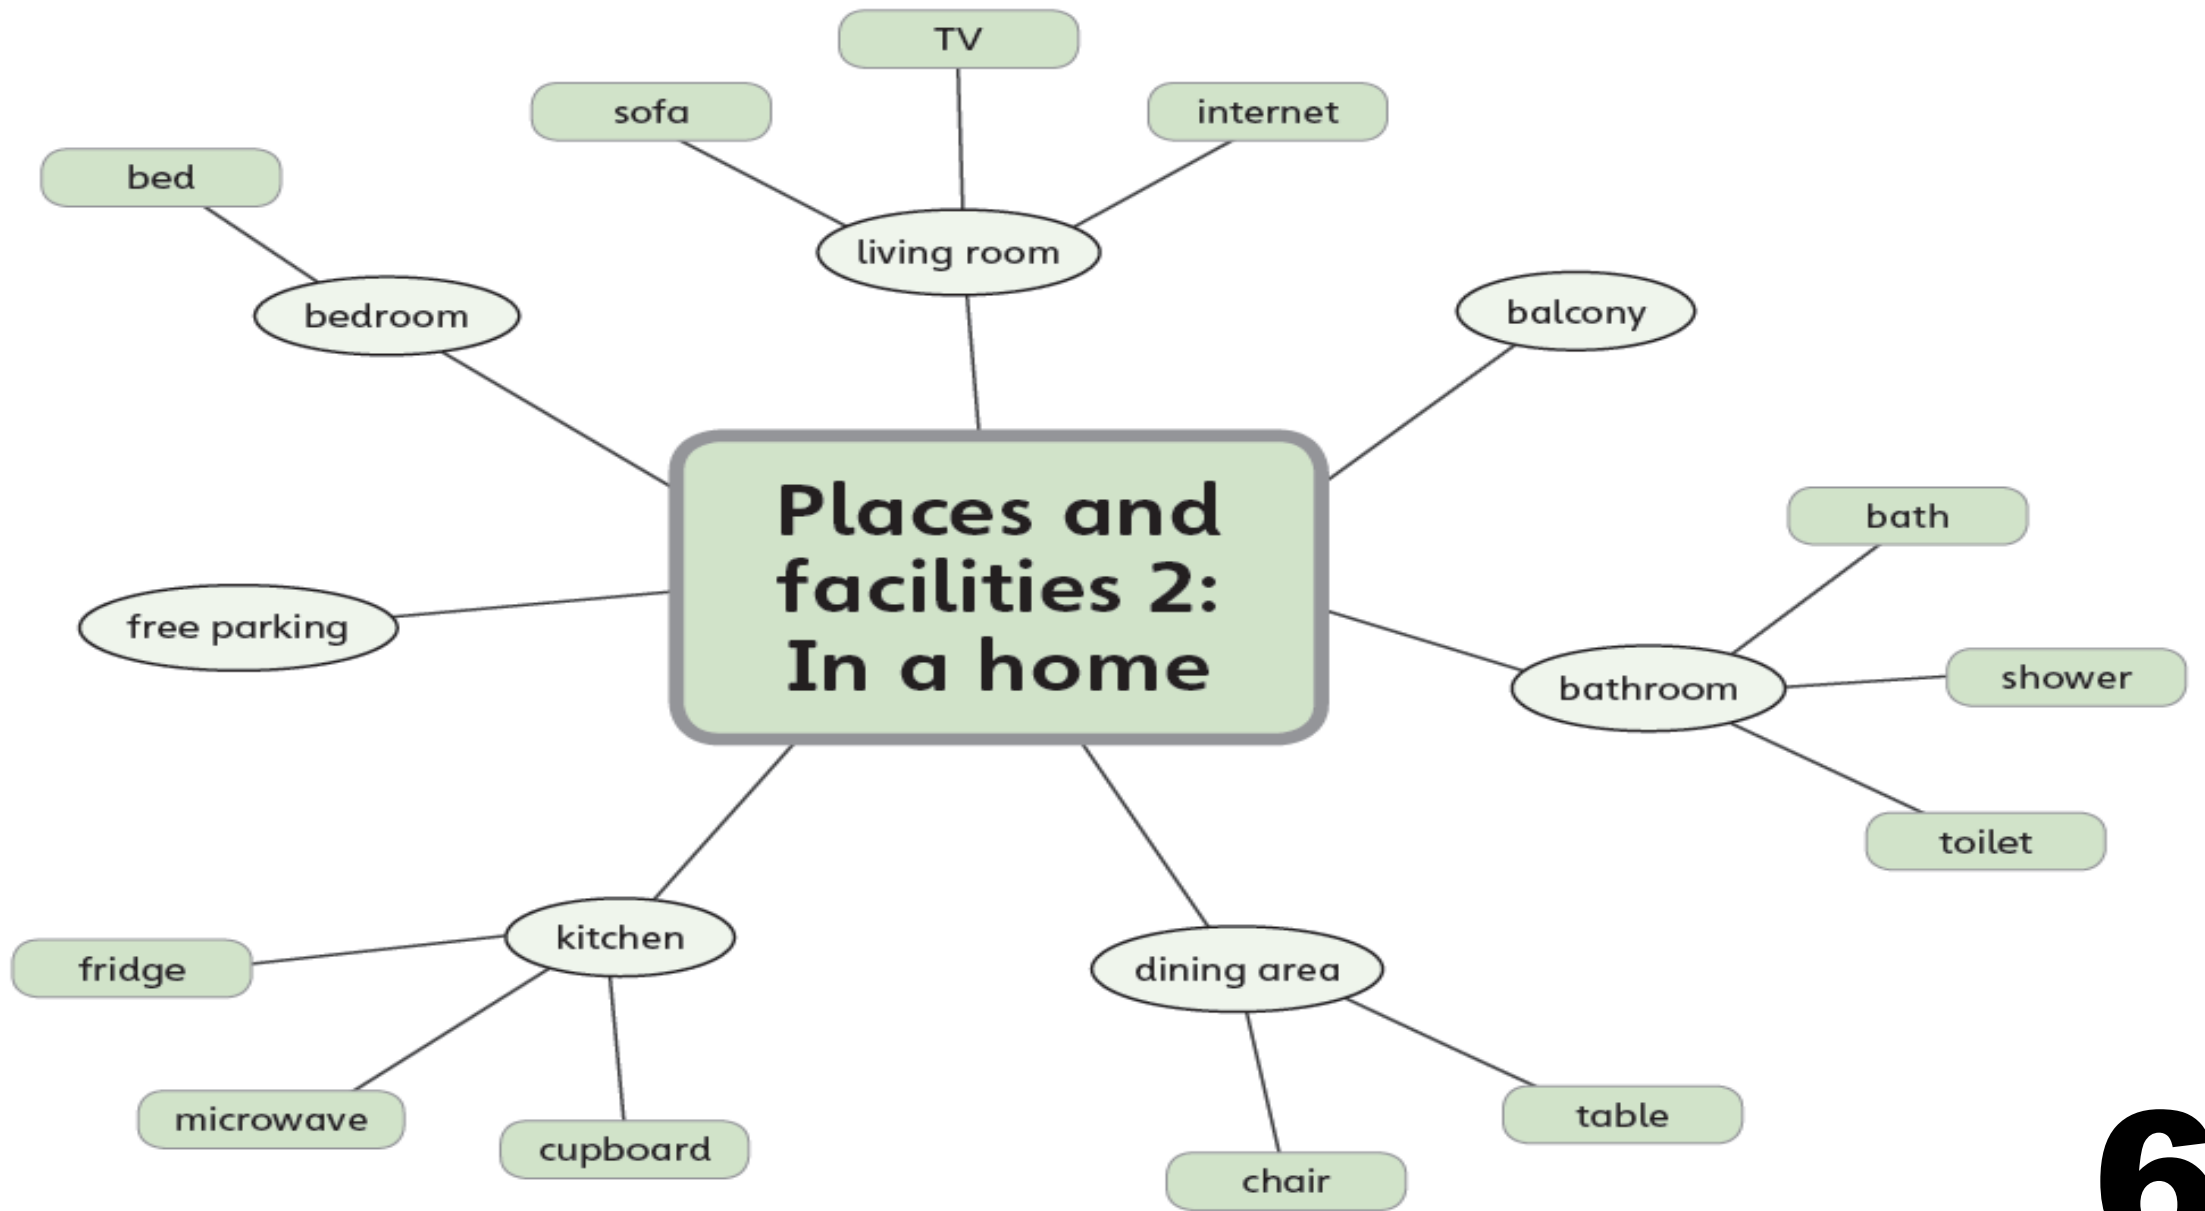 TV
sofa
internet
bed
living room
bedroom
balcony
Places and
facilities 2:
In a home
bath
free parking
bathroom
shower
toilet
kitchen
fridge
dining area
microwave
cupboard
table
chair
6